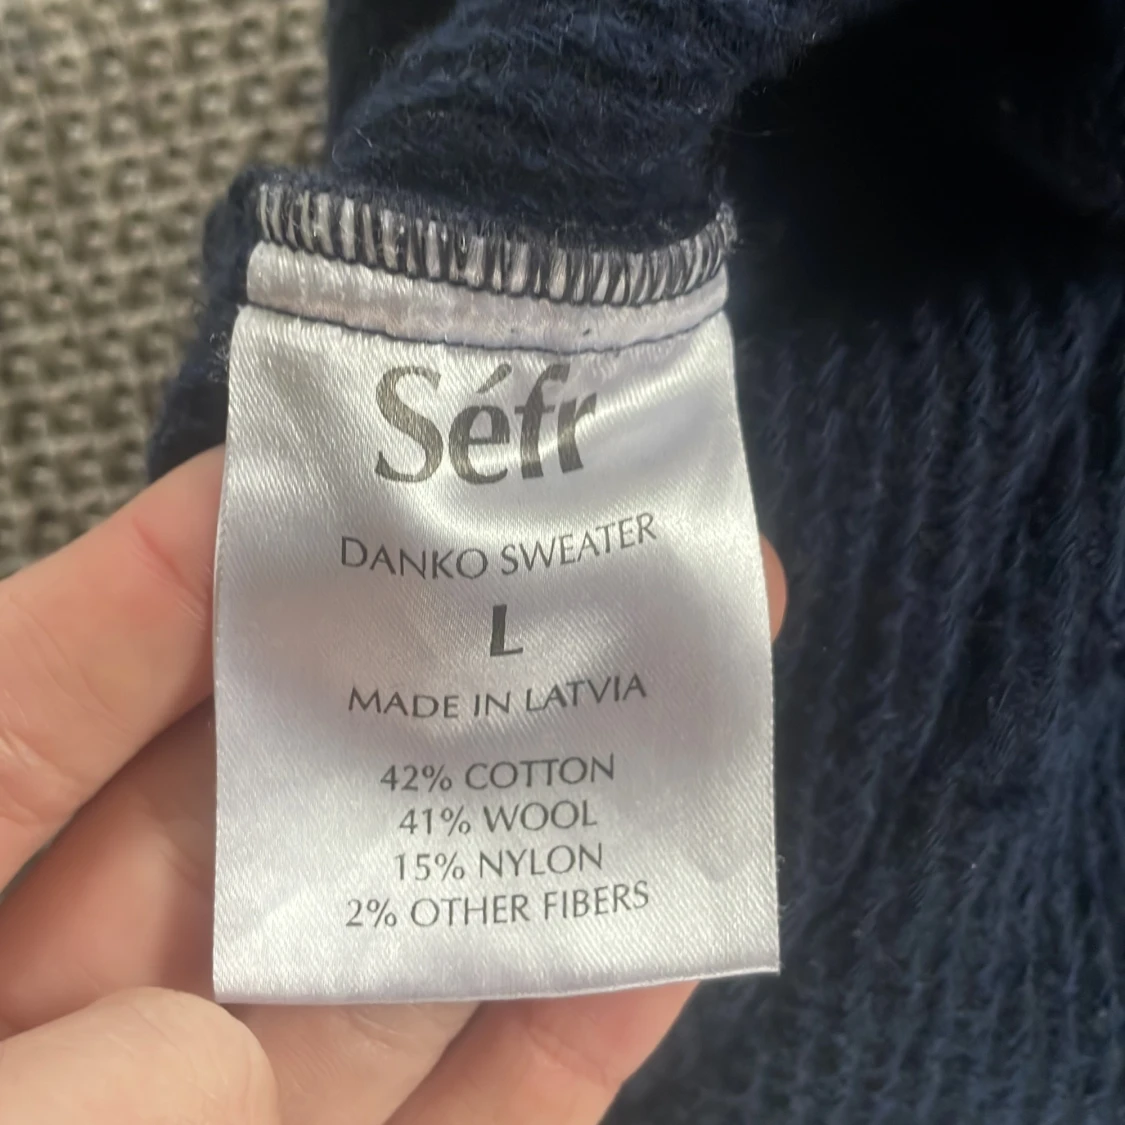 Séfr
DANKO SWEATER
L
MADE IN LATVIA
42% COTTON
41% WOOL
15% NYLON
2% OTHER FIBERS